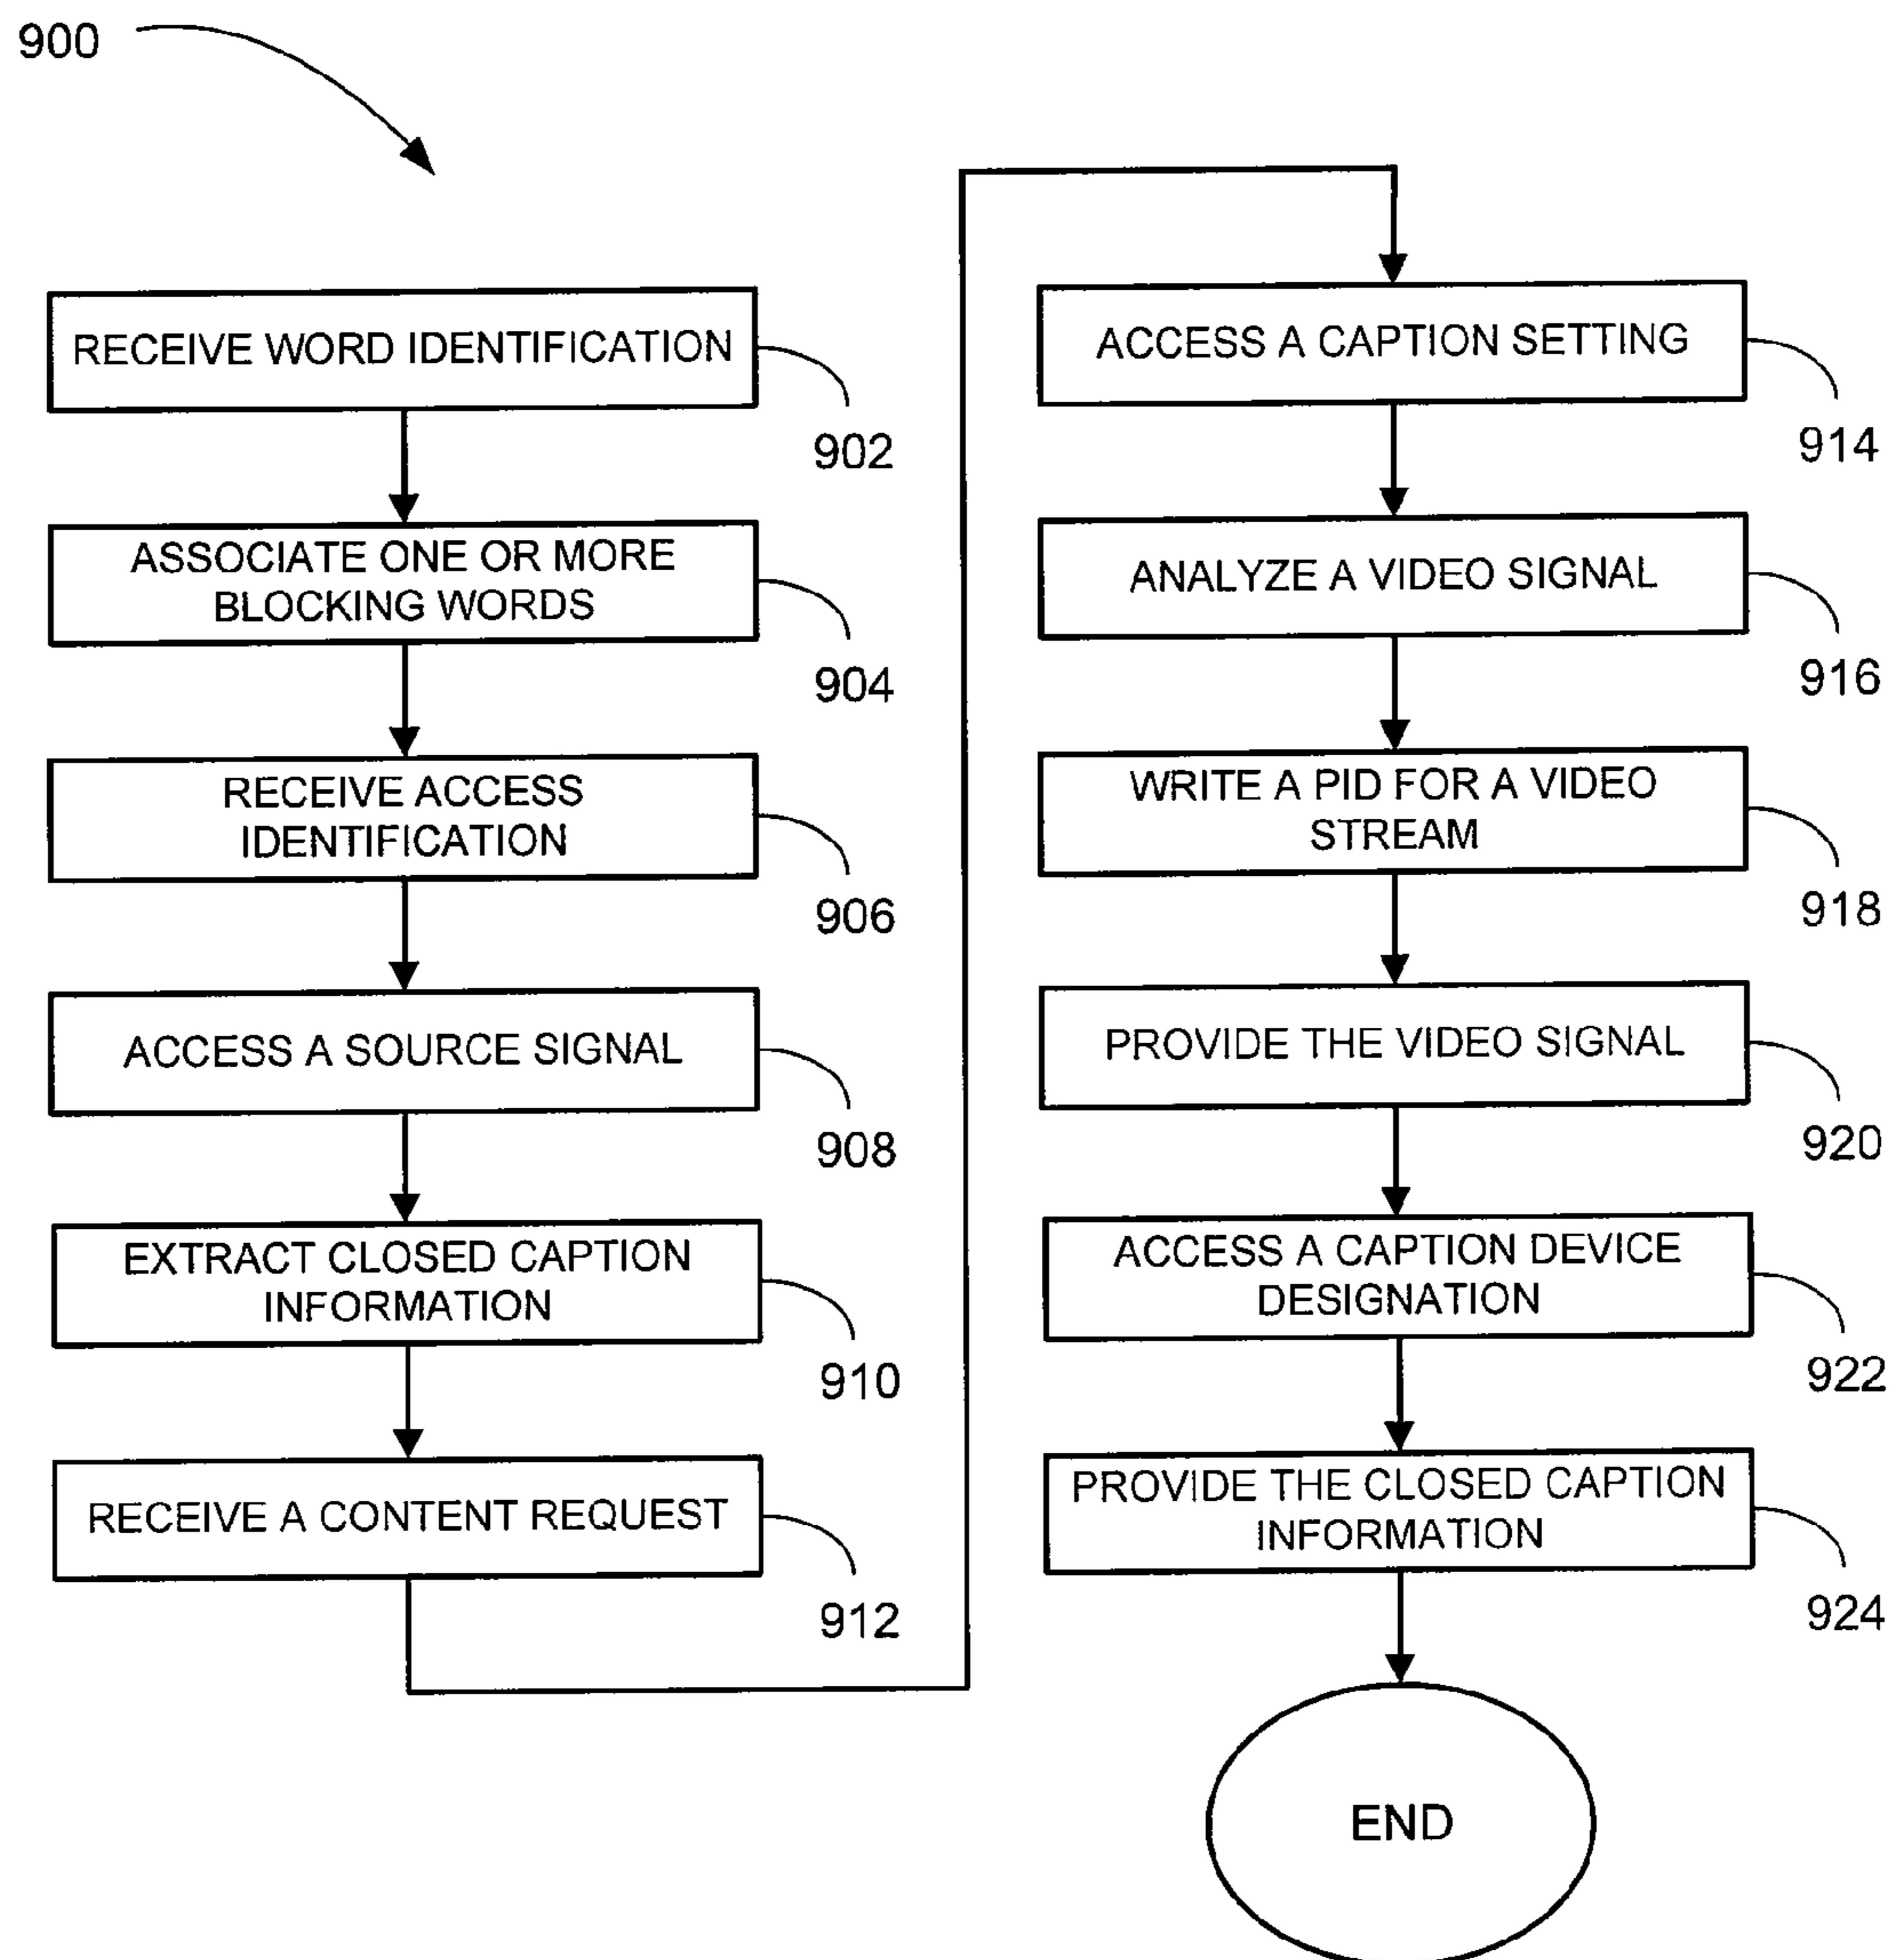 900
RECEIVE WORD IDENTIFICATION
902
ASSOCIATE ONE OR MORE
BLOCKING WORDS
904
RECEIVE ACCESS
IDENTIFICATION
906
ACCESS A SOURCE SIGNAL
908
EXTRACT CLOSED CAPTION
INFORMATION
910
RECEIVE A CONTENT REQUEST
912
ACCESS A CAPTION SETTING
914
ANALYZE A VIDEO SIGNAL
916
WRITE A PID FOR A VIDEO
STREAM
918
PROVIDE THE VIDEO SIGNAL
920
ACCESS A CAPTION DEVICE
DESIGNATION
922
PROVIDE THE CLOSED CAPTION
INFORMATION
924
END